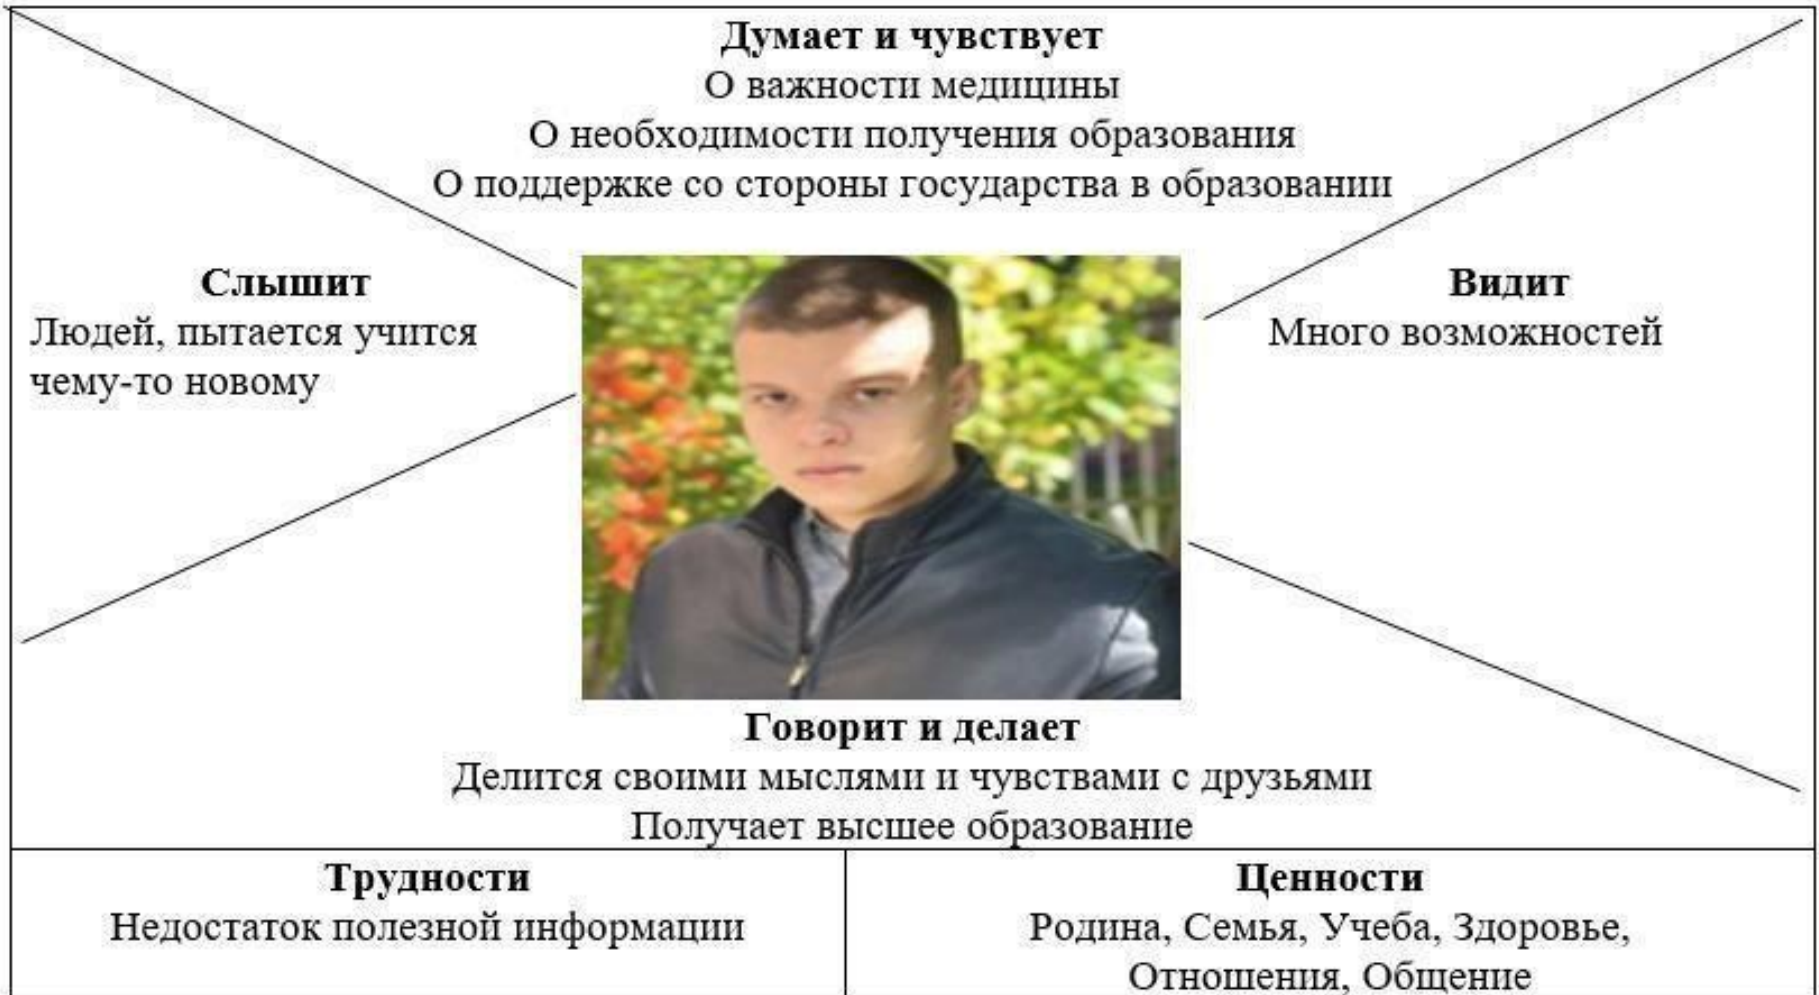 Думает и чувствует
О важности медицины
О необходимости получения образования
О поддержке со стороны государства в образовании
Слышит
Людей, пытается учится
чему-то новому
Видит
Много возможностей
Говорит и делает
Делится своими мыслями и чувствами с друзьями
Получает высшее образование
Трудности
Недостаток полезной информации
Ценности
Родина, Семья, Учеба, Здоровье,
Отношения, Общение